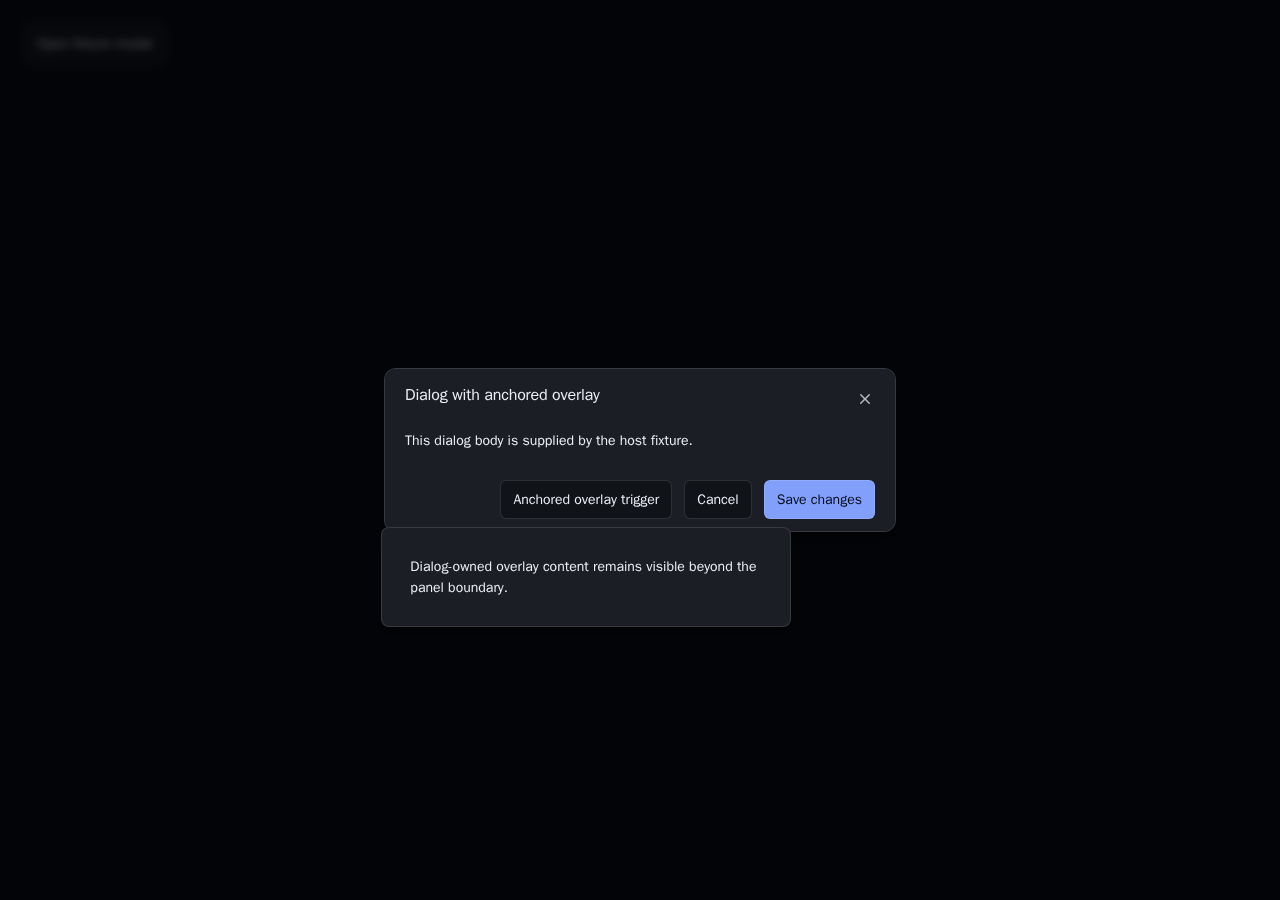 Dialog with anchored overlay
This dialog body is supplied by the host fixture.
Anchored overlay trigger
Cancel
Save changes
Dialog-owned overlay content remains visible beyond the
panel boundary.